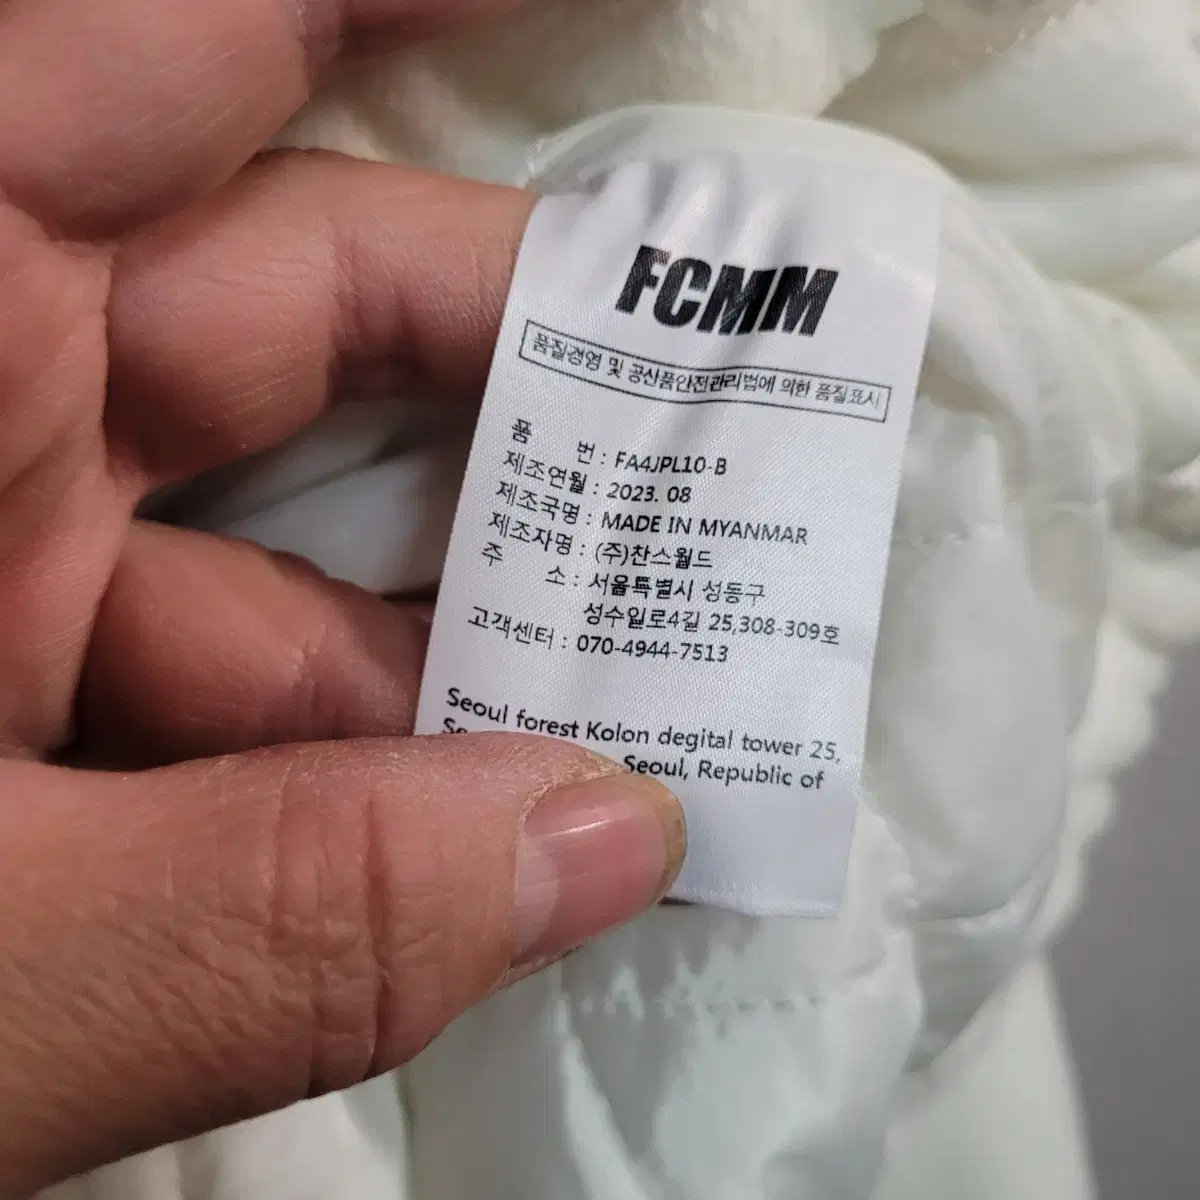 FCMM
품질경영 및 공산품안전관리법에 의한 품질표시
품 번 : FA4JPL10-B
제조연월 : 2023. 08
제조국명 : MADE IN MYANMAR
제조자명 : (주)찬스월드
주 소 : 서울특별시 성동구
성수일로4길 25,308-309호
고객센터 : 070-4944-7513
Seoul forest Kolon degital tower 25,
Seoul, Republic of